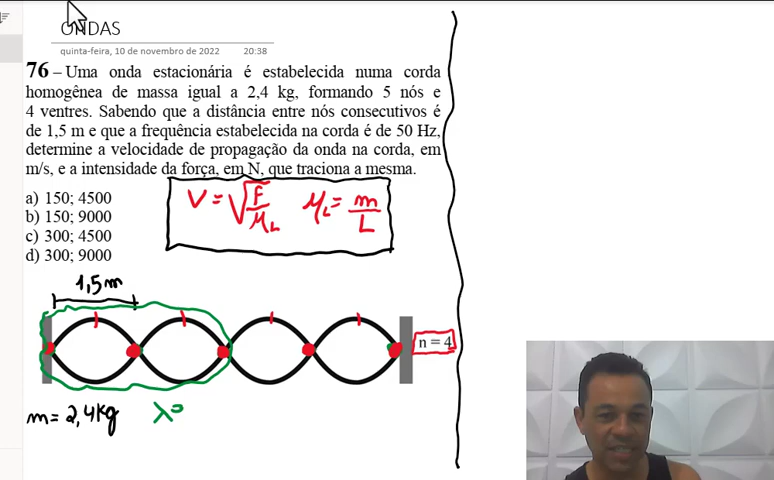 ONDAS
quinta-feira, 10 de novembro de 2022 20:38
76 – Uma onda estacionária é estabelecida numa corda
homogênea de massa igual a 2,4 kg, formando 5 nós e
4 ventres. Sabendo que a distância entre nós consecutivos é
de 1,5 m e que a frequência estabelecida na corda é de 50 Hz,
determine a velocidade de propagação da onda na corda, em
m/s, e a intensidade da força, em N, que traciona a mesma.
a) 150; 4500
b) 150; 9000
c) 300; 4500
d) 300; 9000
V = √F/μL μL = m/L
1,5m
n = 4
m = 2,4kg λ=